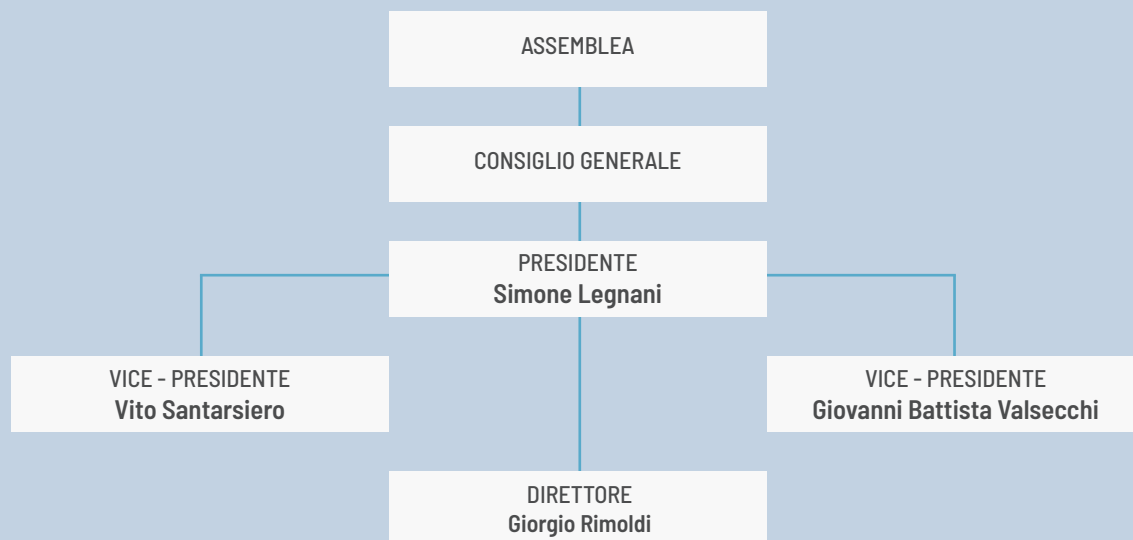 ASSEMBLEA
CONSIGLIO GENERALE
PRESIDENTE
Simone Legnani
VICE - PRESIDENTE
Vito Santarsiero
VICE - PRESIDENTE
Giovanni Battista Valsecchi
DIRETTORE
Giorgio Rimoldi